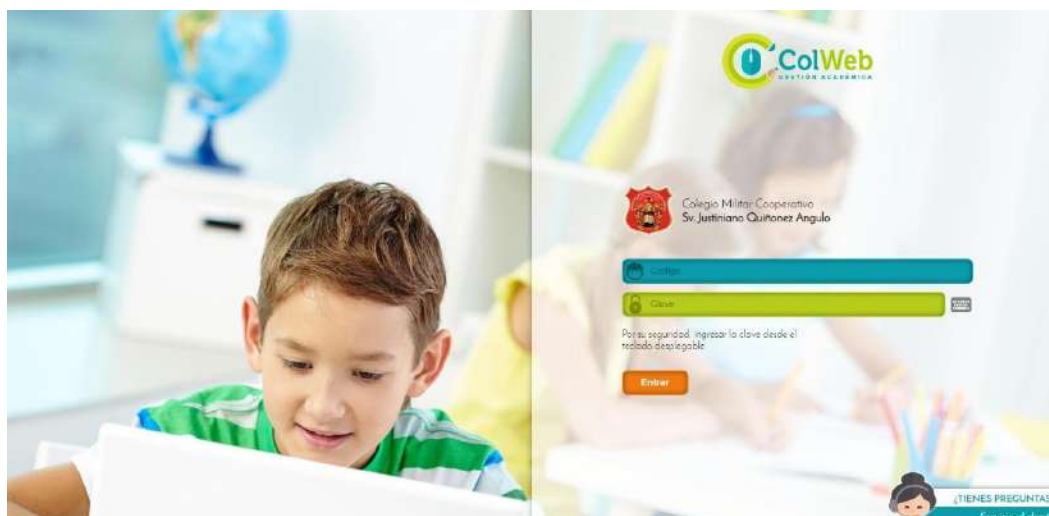 ColWeb
GESTIÓN ACADÉMICA
Colegio Militar Cooperativo
Sv. Justiniano Quiñonez Angulo
Código
Clave
Por su seguridad, ingresar la clave desde el
teclado desplegable
Entrar
¿TIENES PREGUNTAS